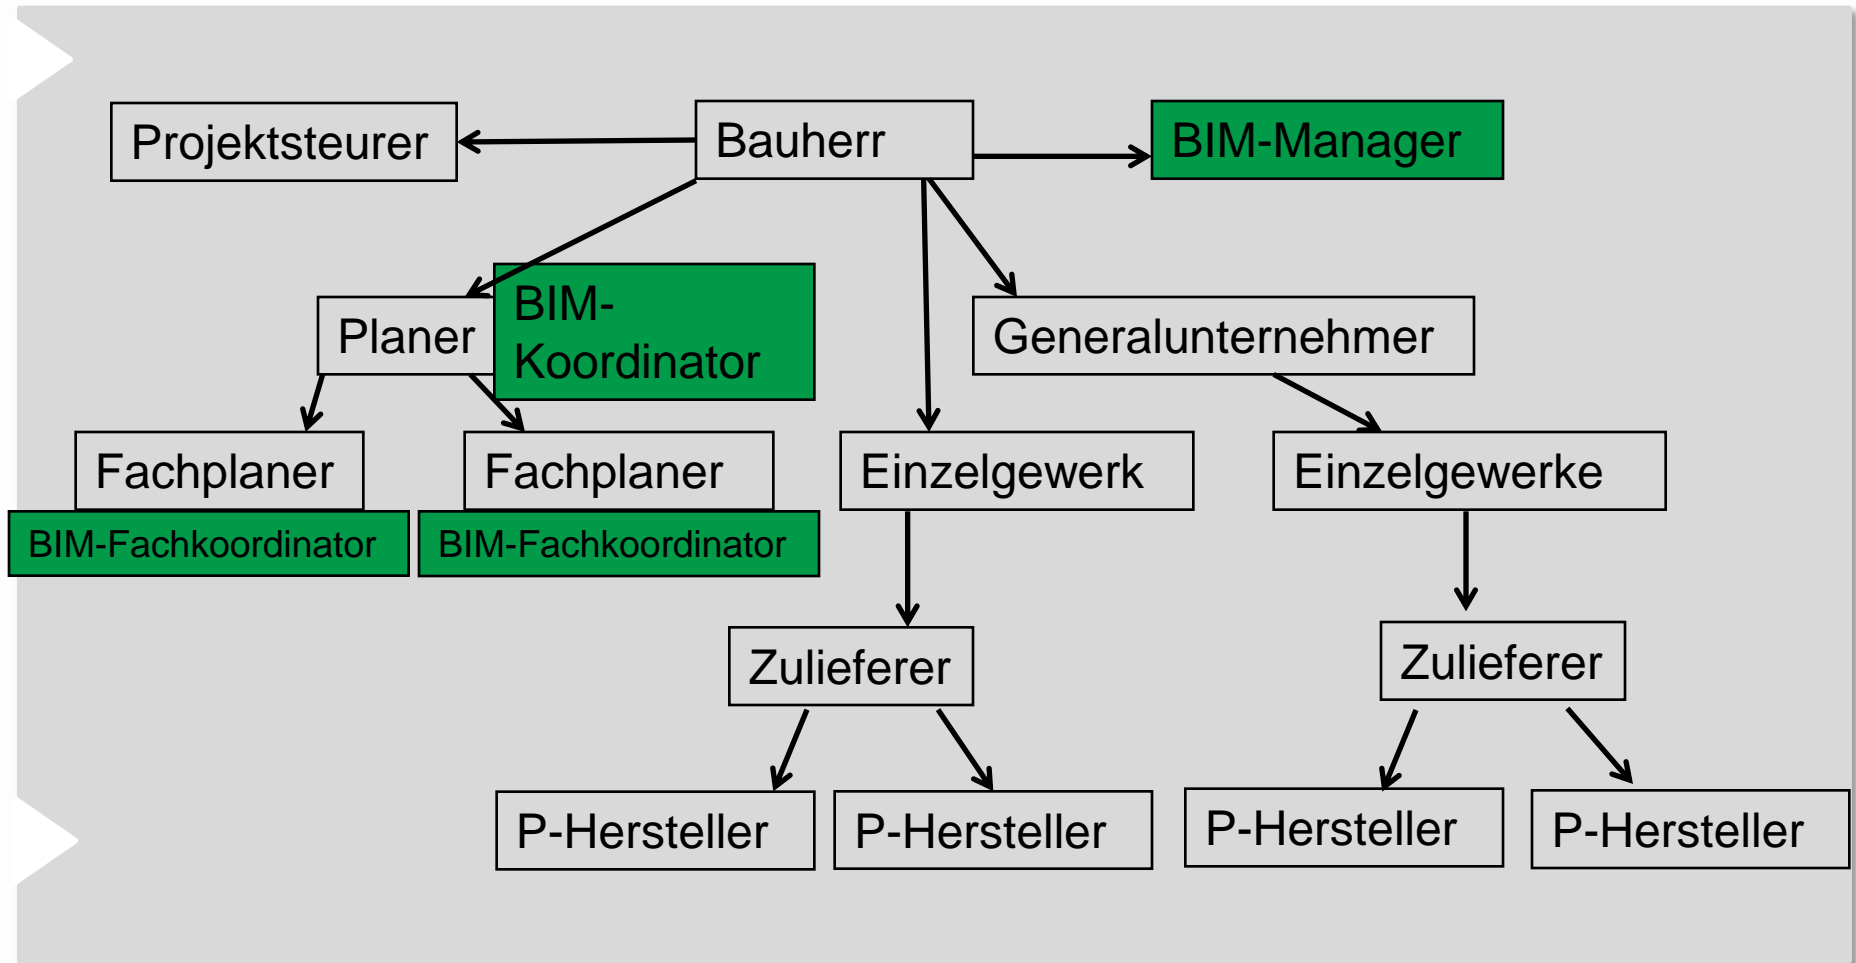 Projektsteurer
Bauherr
BIM-Manager
BIM-
Koordinator
Planer
Generalunternehmer
Fachplaner
Fachplaner
Einzelgewerk
Einzelgewerke
BIM-Fachkoordinator
BIM-Fachkoordinator
Zulieferer
Zulieferer
P-Hersteller
P-Hersteller
P-Hersteller
P-Hersteller